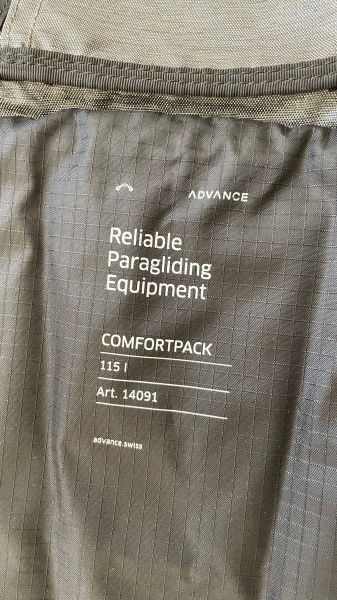 ADVANCE
Reliable
Paragliding
Equipment
COMFORTPACK
115 l
Art. 14091
advance.swiss